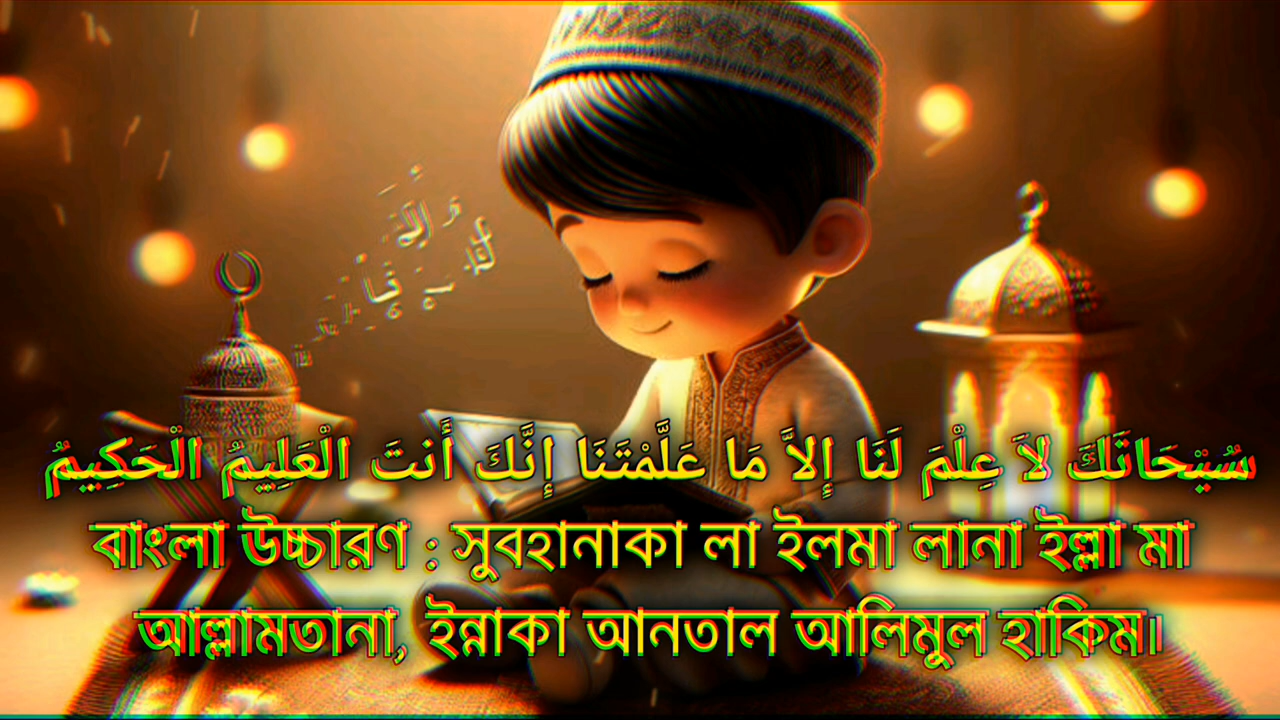 سُبْحَانَكَ لاَ عِلْمَ لَنَا إِلاَّ مَا عَلَّمْتَنَا إِنَّكَ أَنتَ الْعَلِيمُ الْحَكِيمُ
বাংলা উচ্চারণ : সুবহানাকা লা ইলমা লানা ইল্লা মা
আল্লামতানা, ইন্নাকা আনতাল আলিমুল হাকিম।